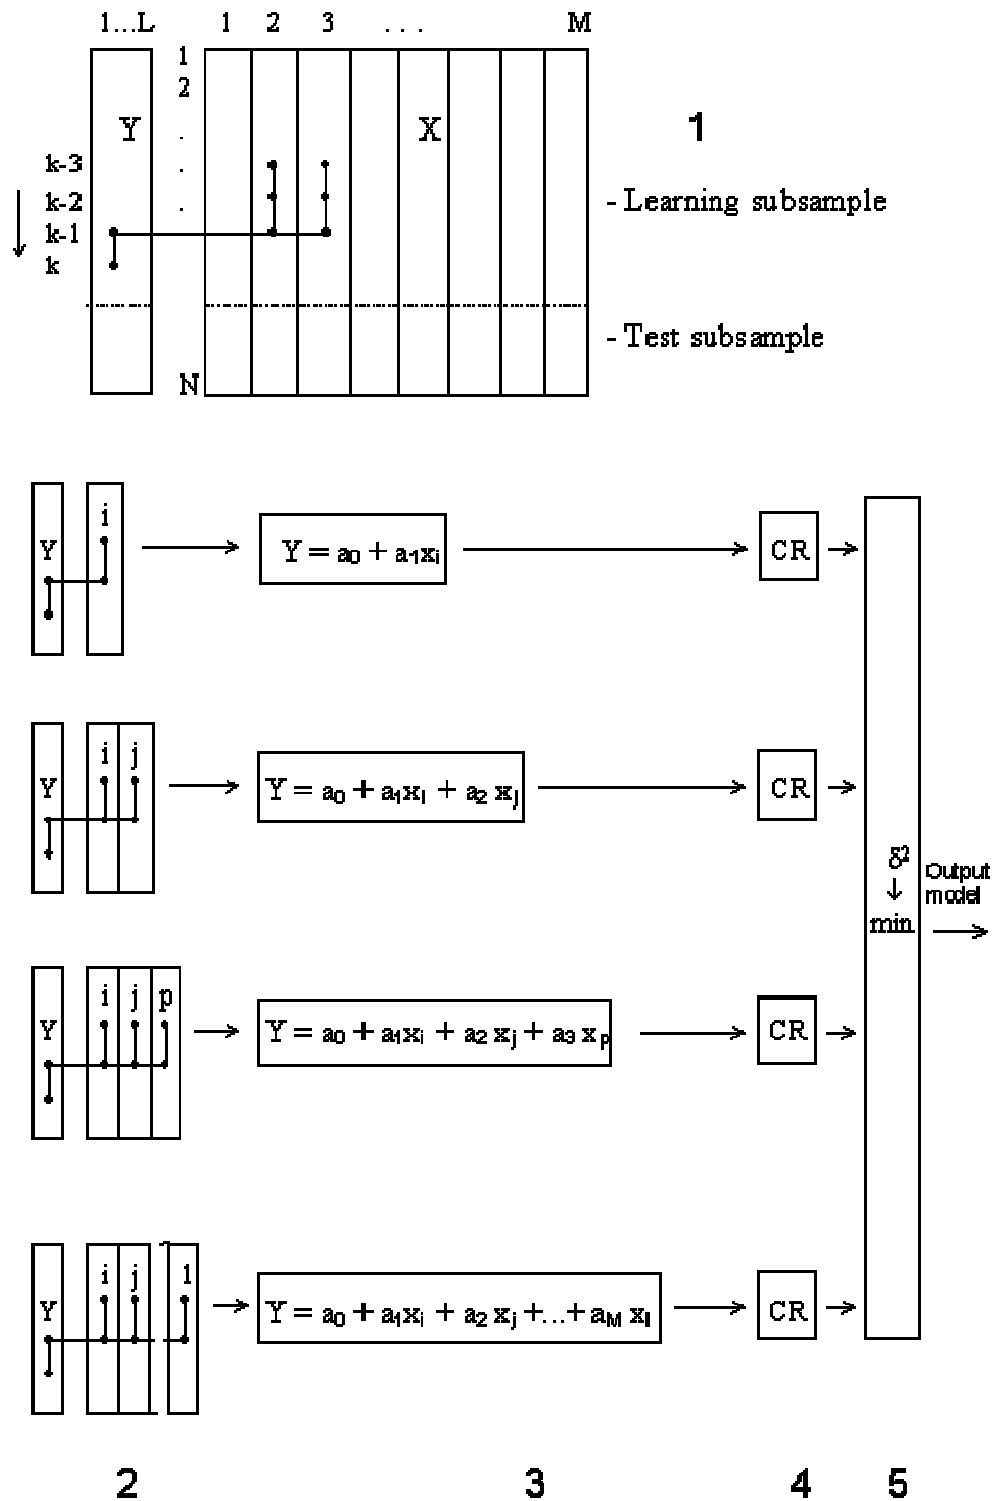 1...L 1 2 3 . . . M
1
2
Y . X 1
k-3 .
k-2 . - Learning subsample
k-1
k
- Test subsample
N
i
Y Y = a0 + a1xi CR
i j
Y Y = a0 + a1xi + a2 xj CR
δ2
↓
min
Output
model
i j p
Y Y = a0 + a1xi + a2 xj + a3 xp CR
i j l
Y Y = a0 + a1xi + a2 xj +...+ aM xl CR
2 3 4 5